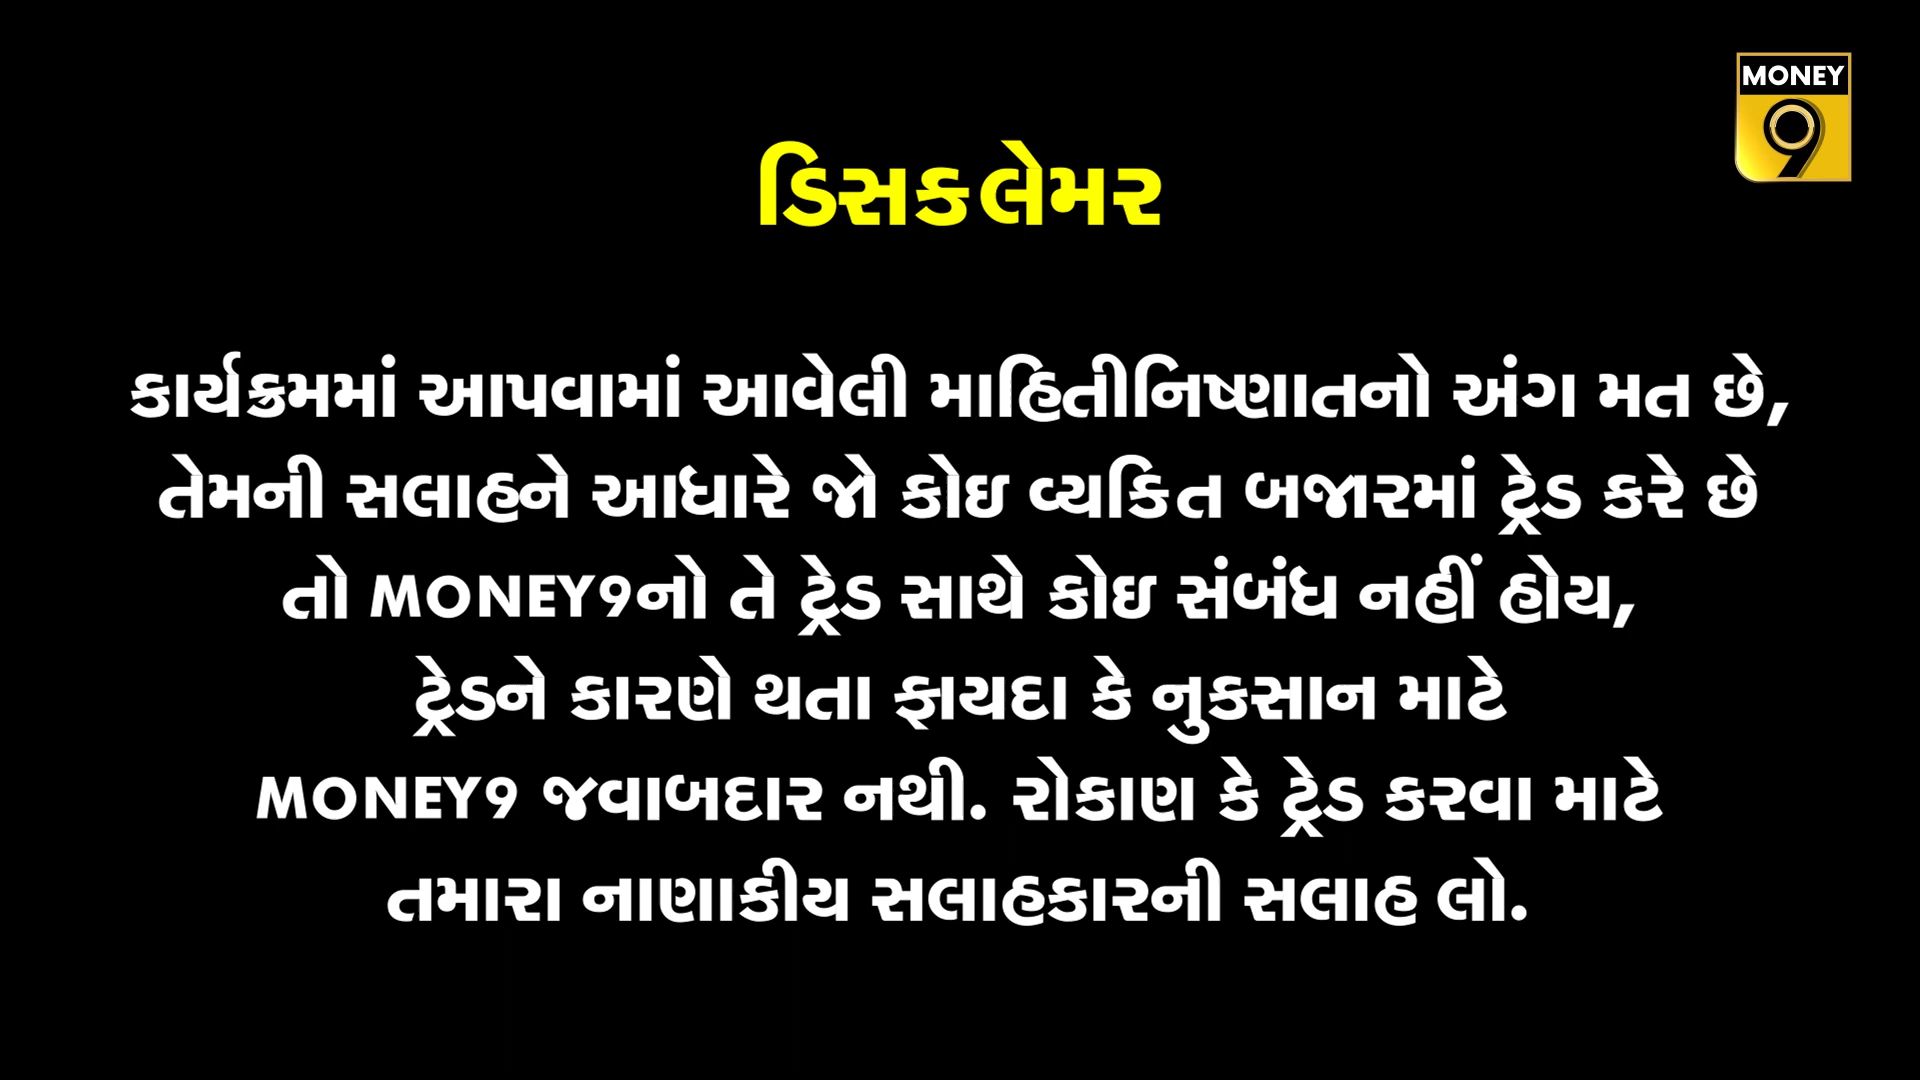 MONEY
9
ડિસકલેમર
કાર્યક્રમમાં આપવામાં આવેલી માહિતીનિષ્ણાતનો અંગ મત છે,
તેમની સલાહને આધારે જો કોઇ વ્યકિત બજારમાં ટ્રેડ કરે છે
તો MONEY9નો તે ટ્રેડ સાથે કોઇ સંબંધ નહીં હોય,
ટ્રેડને કારણે થતા ફાયદા કે નુકસાન માટે
MONEY9 જવાબદાર નથી. રોકાણ કે ટ્રેડ કરવા માટે
તમારા નાણાકીય સલાહકારની સલાહ લો.